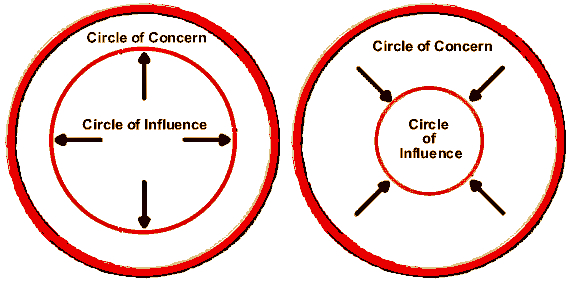 Circle of Concern
Circle of Influence
Circle of Concern
Circle
of
Influence